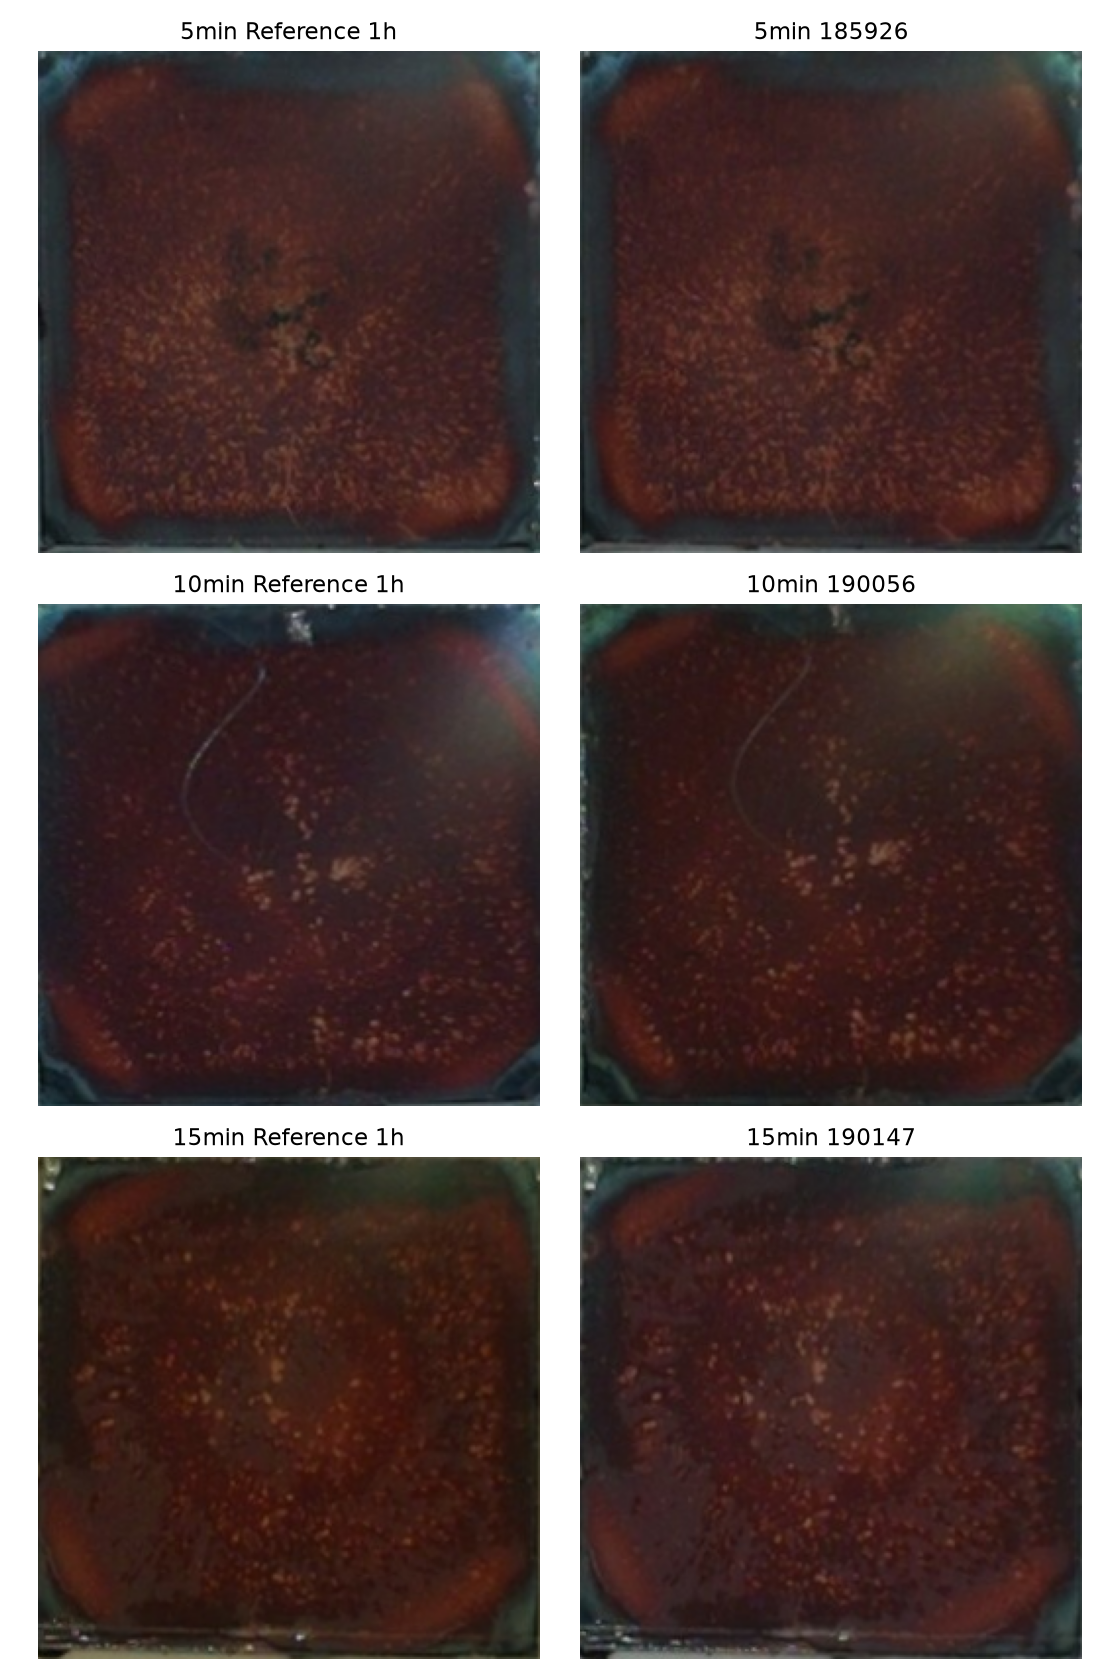 5min Reference 1h
5min 185926
10min Reference 1h
10min 190056
15min Reference 1h
15min 190147